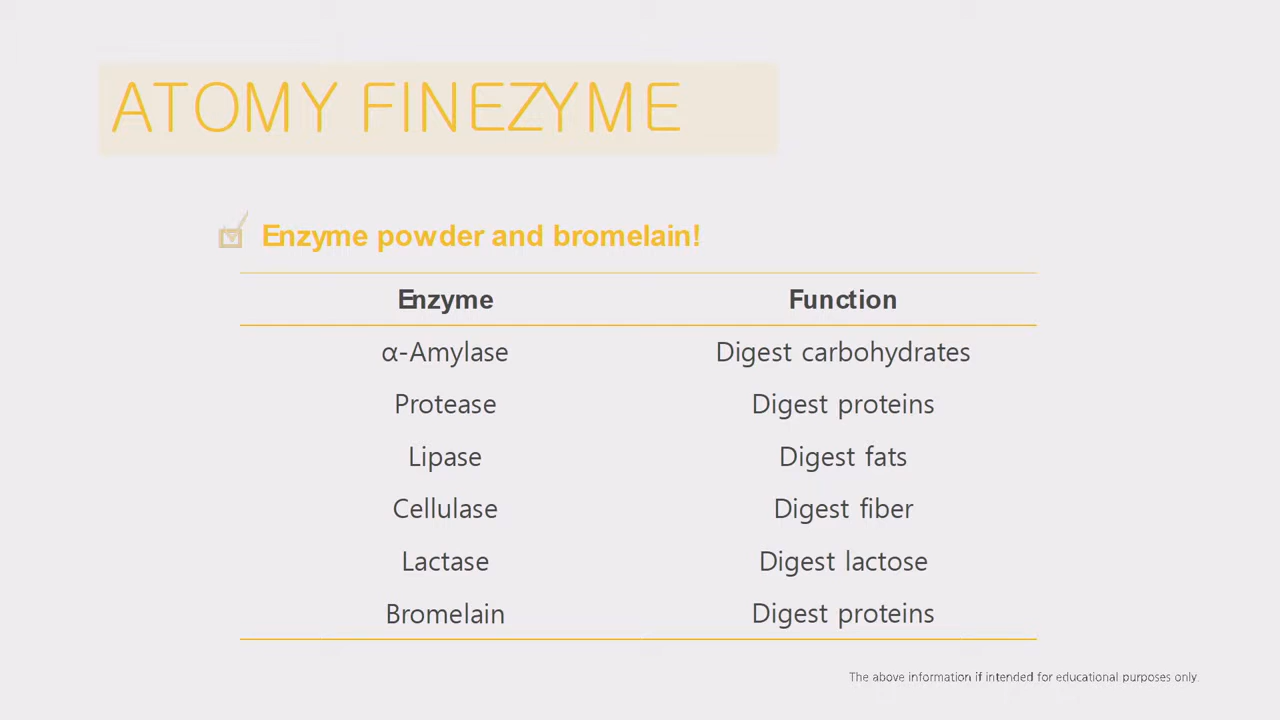 ATOMY FINEZYME
Enzyme powder and bromelain!
Enzyme Function
α-Amylase Digest carbohydrates
Protease Digest proteins
Lipase Digest fats
Cellulase Digest fiber
Lactase Digest lactose
Bromelain Digest proteins
The above information if intended for educational purposes only.